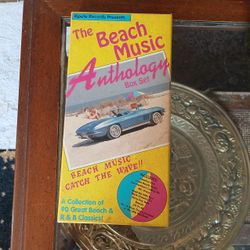 Ripete Records Presents...
The
Beach
Music
Anthology
Box Set
BEACH MUSIC...
CATCH THE WAVE!!
A Collection of
90 Great Beach &
R & B Classics!